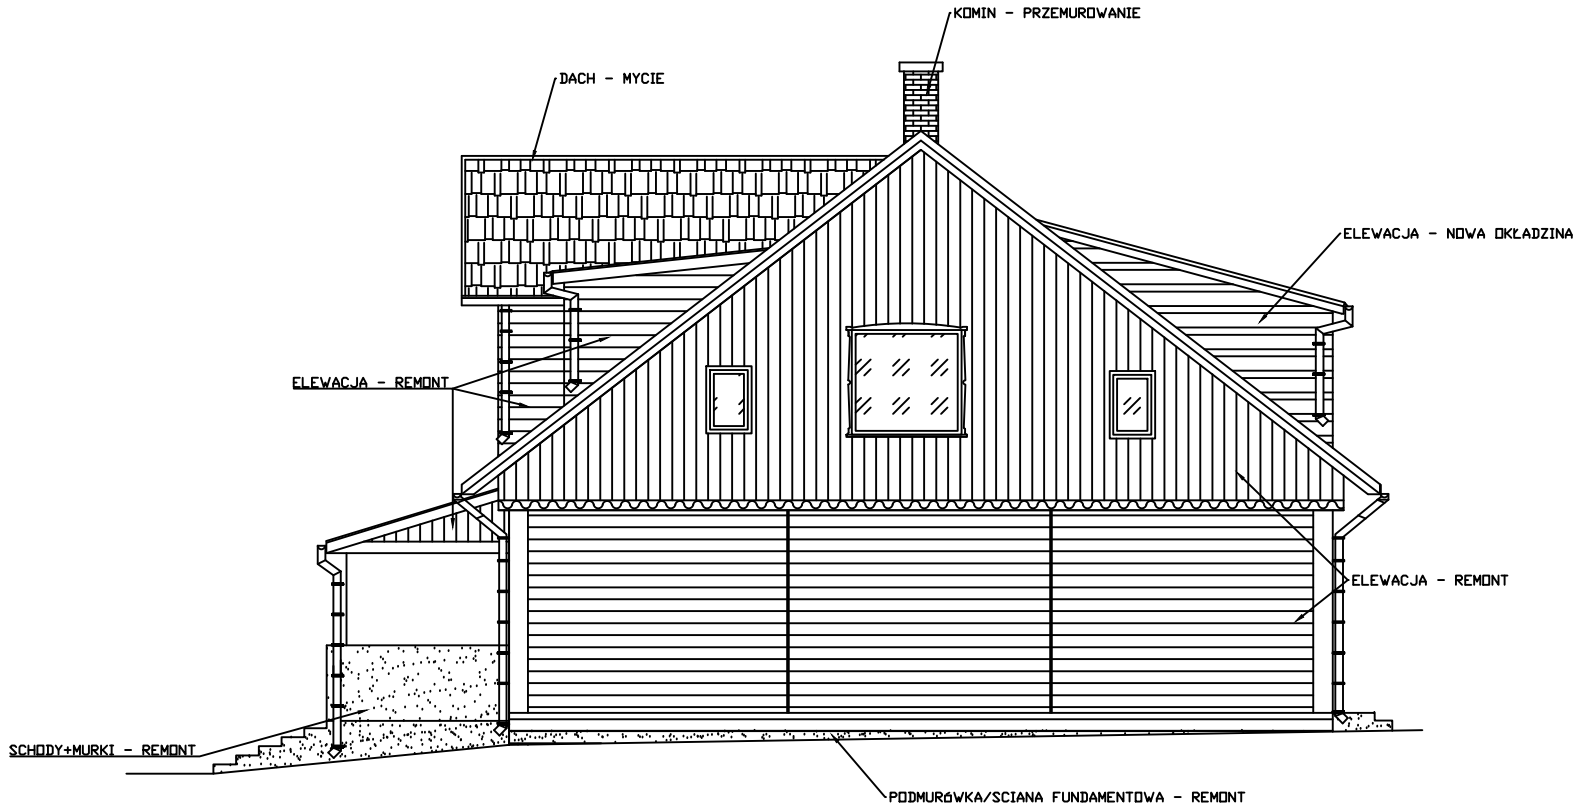 KOMIN - PRZEMUROWANIE
DACH - MYCIE
ELEWACJA - NOWA OKŁADZINA
ELEWACJA - REMONT
ELEWACJA - REMONT
SCHODY+MURKI - REMONT
PODMURóWKA/SCIANA FUNDAMENTOWA - REMONT